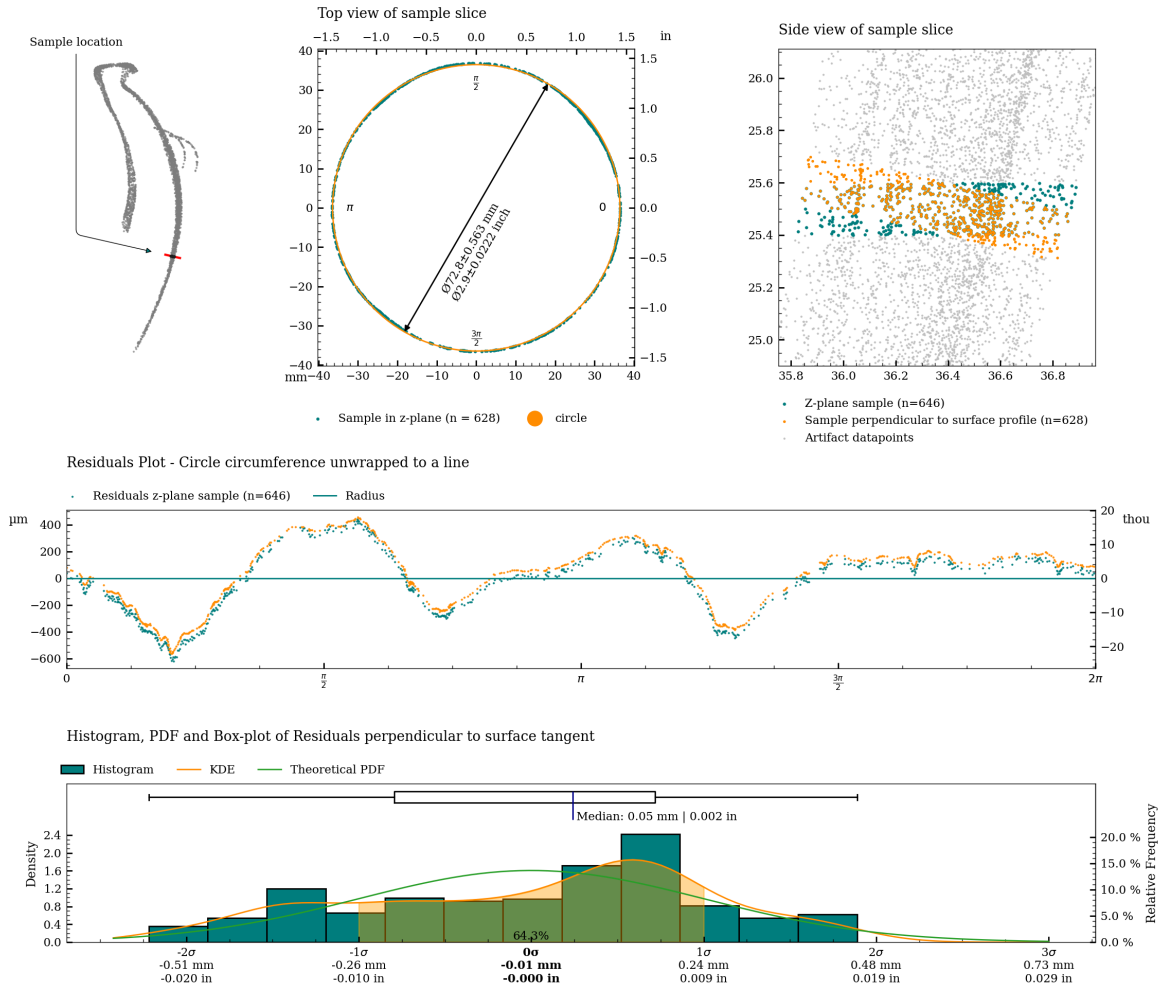 Top view of sample slice
Sample location
−1.5 −1.0 −0.5 0.0 0.5 1.0 1.5 in
40
30
20
10
0
−10
−20
−30
−40
1.5
1.0
0.5
0.0
−0.5
−1.0
−1.5
π/2
π
0
3π/2
Ø72.8±0.563 mm
Ø2.9±0.0222 inch
mm −40 −30 −20 −10 0 10 20 30 40
Sample in z-plane (n = 628) circle
Side view of sample slice
26.0
25.8
25.6
25.4
25.2
25.0
35.8 36.0 36.2 36.4 36.6 36.8
Z-plane sample (n=646)
Sample perpendicular to surface profile (n=628)
Artifact datapoints
Residuals Plot - Circle circumference unwrapped to a line
Residuals z-plane sample (n=646) Radius
µm
400
200
0
−200
−400
−600
thou
20
10
0
−10
−20
0 π/2 π 3π/2 2π
Histogram, PDF and Box-plot of Residuals perpendicular to surface tangent
Histogram KDE Theoretical PDF
Median: 0.05 mm | 0.002 in
Density
2.4
2.0
1.6
1.2
0.8
0.4
0.0
Relative Frequency
20.0 %
15.0 %
10.0 %
5.0 %
0.0 %
64.3%
-2σ -1σ 0σ 1σ 2σ 3σ
-0.51 mm -0.26 mm -0.01 mm 0.24 mm 0.48 mm 0.73 mm
-0.020 in -0.010 in -0.000 in 0.009 in 0.019 in 0.029 in